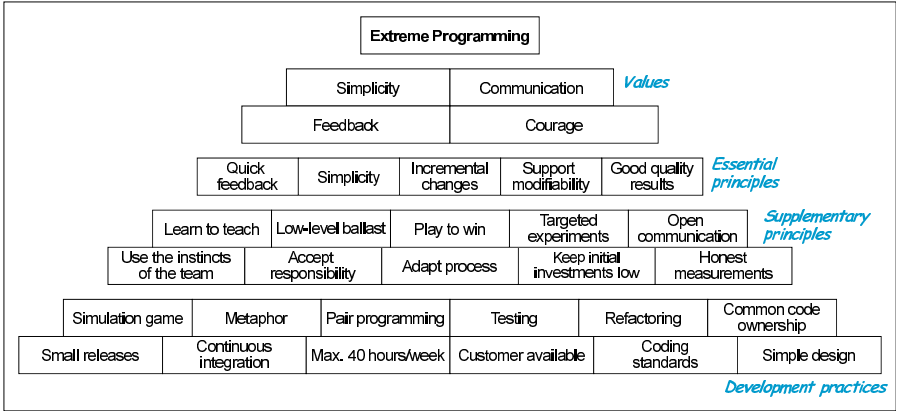 Extreme Programming
Simplicity
Communication
Values
Feedback
Courage
Quick
feedback
Simplicity
Incremental
changes
Support
modifiability
Good quality
results
Essential
principles
Learn to teach
Low-level ballast
Play to win
Targeted
experiments
Open
communication
Supplementary
principles
Use the instincts
of the team
Accept
responsibility
Adapt process
Keep initial
investments low
Honest
measurements
Simulation game
Metaphor
Pair programming
Testing
Refactoring
Common code
ownership
Small releases
Continuous
integration
Max. 40 hours/week
Customer available
Coding
standards
Simple design
Development practices